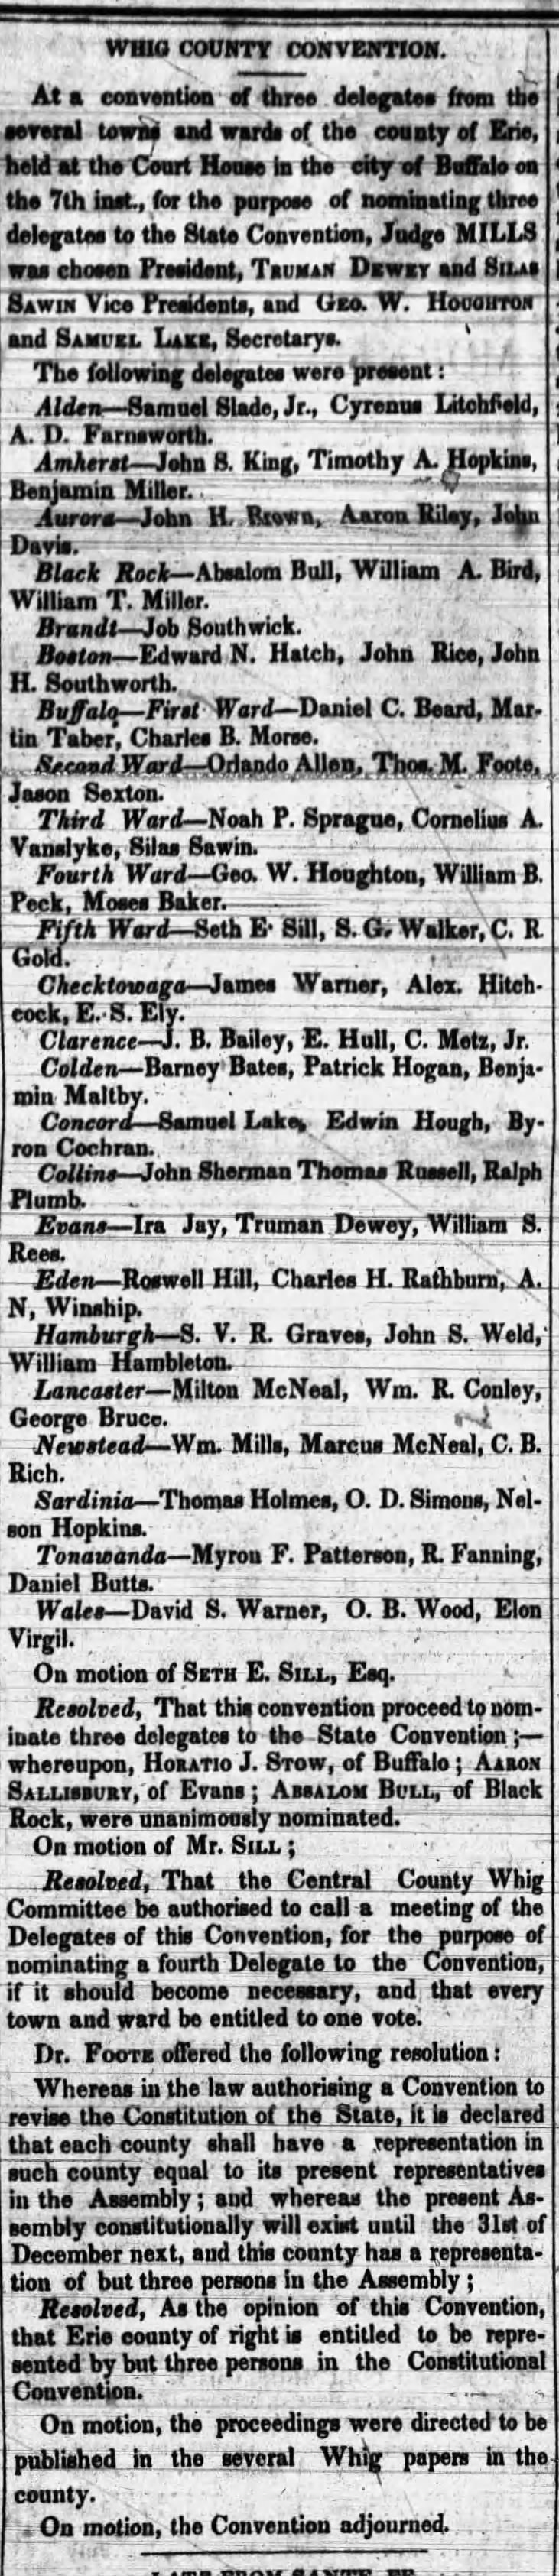 WHIG COUNTY CONVENTION.
At a convention of three delegates from the
several towns and wards of the county of Erie,
held at the Court House in the city of Buffalo on
the 7th inst., for the purpose of nominating three
delegates to the State Convention, Judge MILLS
was chosen President, TRUMAN DEWEY and SILAS
SAWIN Vice Presidents, and GEO. W. HOUGHTON
and SAMUEL LAKE, Secretarys.
The following delegates were present:
Alden—Samuel Slade, Jr., Cyrenus Litchfield,
A. D. Farnsworth.
Amherst—John S. King, Timothy A. Hopkins,
Benjamin Miller.
Aurora—John H. Brown, Aaron Riley, John
Davis.
Black Rock—Absalom Bull, William A. Bird,
William T. Miller.
Brandt—Job Southwick.
Boston—Edward N. Hatch, John Rice, John
H. Southworth.
Buffalo—First Ward—Daniel C. Beard, Mar-
tin Taber, Charles B. Morse.
Second Ward—Orlando Allen, Thos. M. Foote,
Jason Sexton.
Third Ward—Noah P. Sprague, Cornelius A.
Vanslyke, Silas Sawin.
Fourth Ward—Geo. W. Houghton, William B.
Peck, Moses Baker.
Fifth Ward—Seth E. Sill, S. G. Walker, C. R
Gold.
Checktowaga—James Warner, Alex. Hitch-
cock, E. S. Ely.
Clarence—J. B. Bailey, E. Hull, C. Metz, Jr.
Colden—Barney Bates, Patrick Hogan, Benja-
min Maltby.
Concord—Samuel Lake, Edwin Hough, By-
ron Cochran.
Collins—John Sherman Thomas Russell, Ralph
Plumb.
Evans—Ira Jay, Truman Dewey, William S.
Rees.
Eden—Roswell Hill, Charles H. Rathburn, A.
N, Winship.
Hamburgh—S. V. R. Graves, John S. Weld,
William Hambleton.
Lancaster—Milton McNeal, Wm. R. Conley,
George Bruce.
Newstead—Wm. Mills, Marcus McNeal, C. B.
Rich.
Sardinia—Thomas Holmes, O. D. Simons, Nel-
son Hopkins.
Tonawanda—Myron F. Patterson, R. Fanning,
Daniel Butts.
Wales—David S. Warner, O. B. Wood, Elon
Virgil.
On motion of SETH E. SILL, Esq.
Resolved, That this convention proceed to nom-
inate three delegates to the State Convention;—
whereupon, HORATIO J. STOW, of Buffalo; AARON
SALLISBURY, of Evans; ABSALOM BULL, of Black
Rock, were unanimously nominated.
On motion of Mr. SILL;
Resolved, That the Central County Whig
Committee be authorised to call a meeting of the
Delegates of this Convention, for the purpose of
nominating a fourth Delegate to the Convention,
if it should become necessary, and that every
town and ward be entitled to one vote.
Dr. FOOTE offered the following resolution:
Whereas in the law authorising a Convention to
revise the Constitution of the State, it is declared
that each county shall have a representation in
such county equal to its present representatives
in the Assembly; and whereas the present As-
sembly constitutionally will exist until the 31st of
December next, and this county has a representa-
tion of but three persons in the Assembly;
Resolved, As the opinion of this Convention,
that Erie county of right is entitled to be repre-
sented by but three persons in the Constitutional
Convention.
On motion, the proceedings were directed to be
published in the several Whig papers in the
county.
On motion, the Convention adjourned.